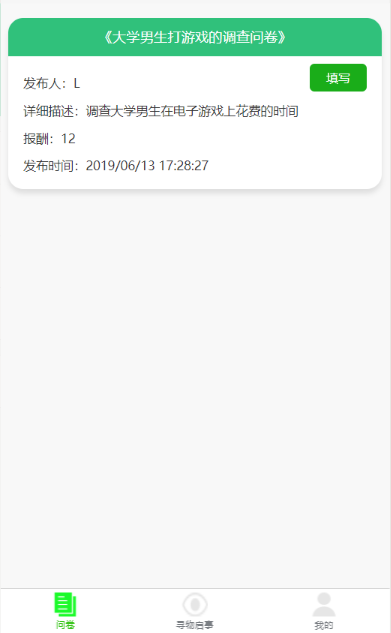 《大学男生打游戏的调查问卷》
填写
发布人：L
详细描述：调查大学男生在电子游戏上花费的时间
报酬：12
发布时间：2019/06/13 17:28:27
问卷
寻物启事
我的